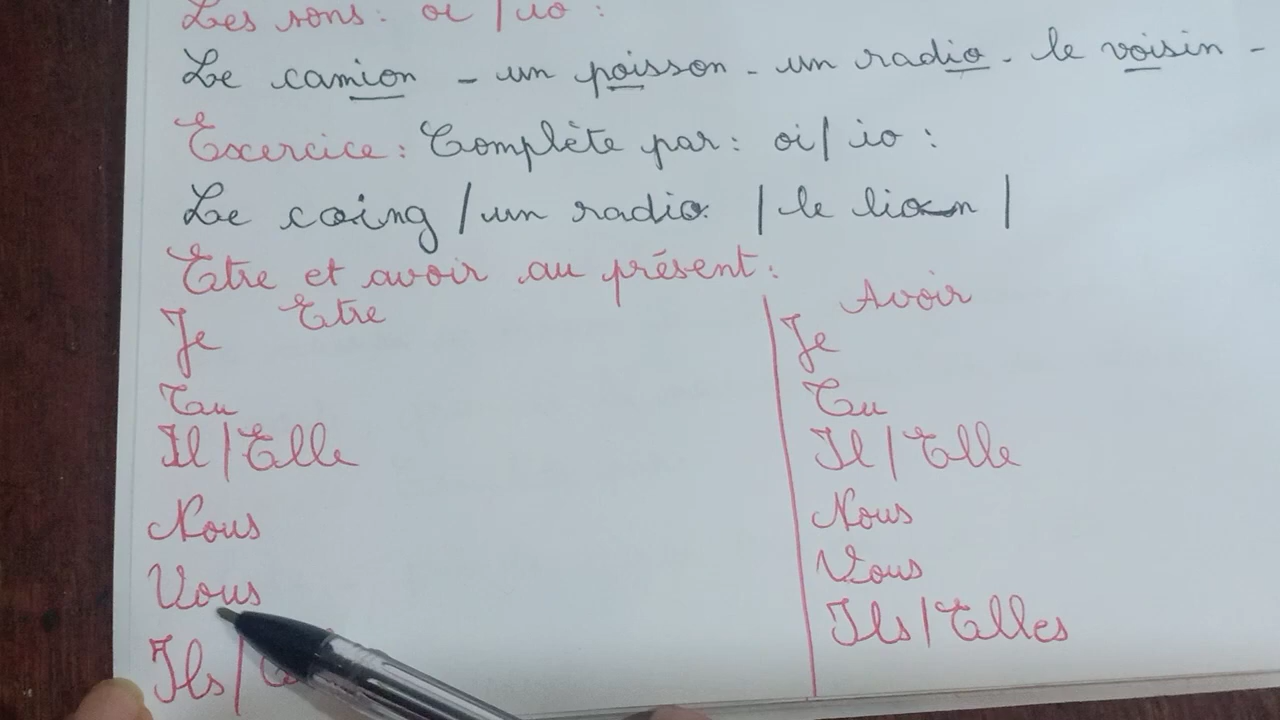 Les sons: oi / io :
Le camion - un poisson - un radio - le voisin -
Exercice: Complète par: oi / io :
Le coing / un radio / le lion /
Etre et avoir au présent:
Etre
Avoir
Je
Tu
Il / Elle
Nous
Vous
Ils /
Je
Tu
Il / Elle
Nous
Vous
Ils / Elles